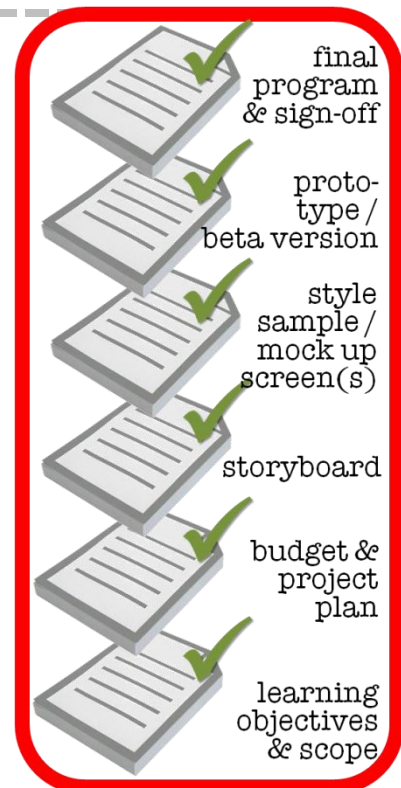 final
program
& sign-off
proto-
type /
beta version
style
sample /
mock up
screen(s)
storyboard
budget &
project
plan
learning
objectives
& scope